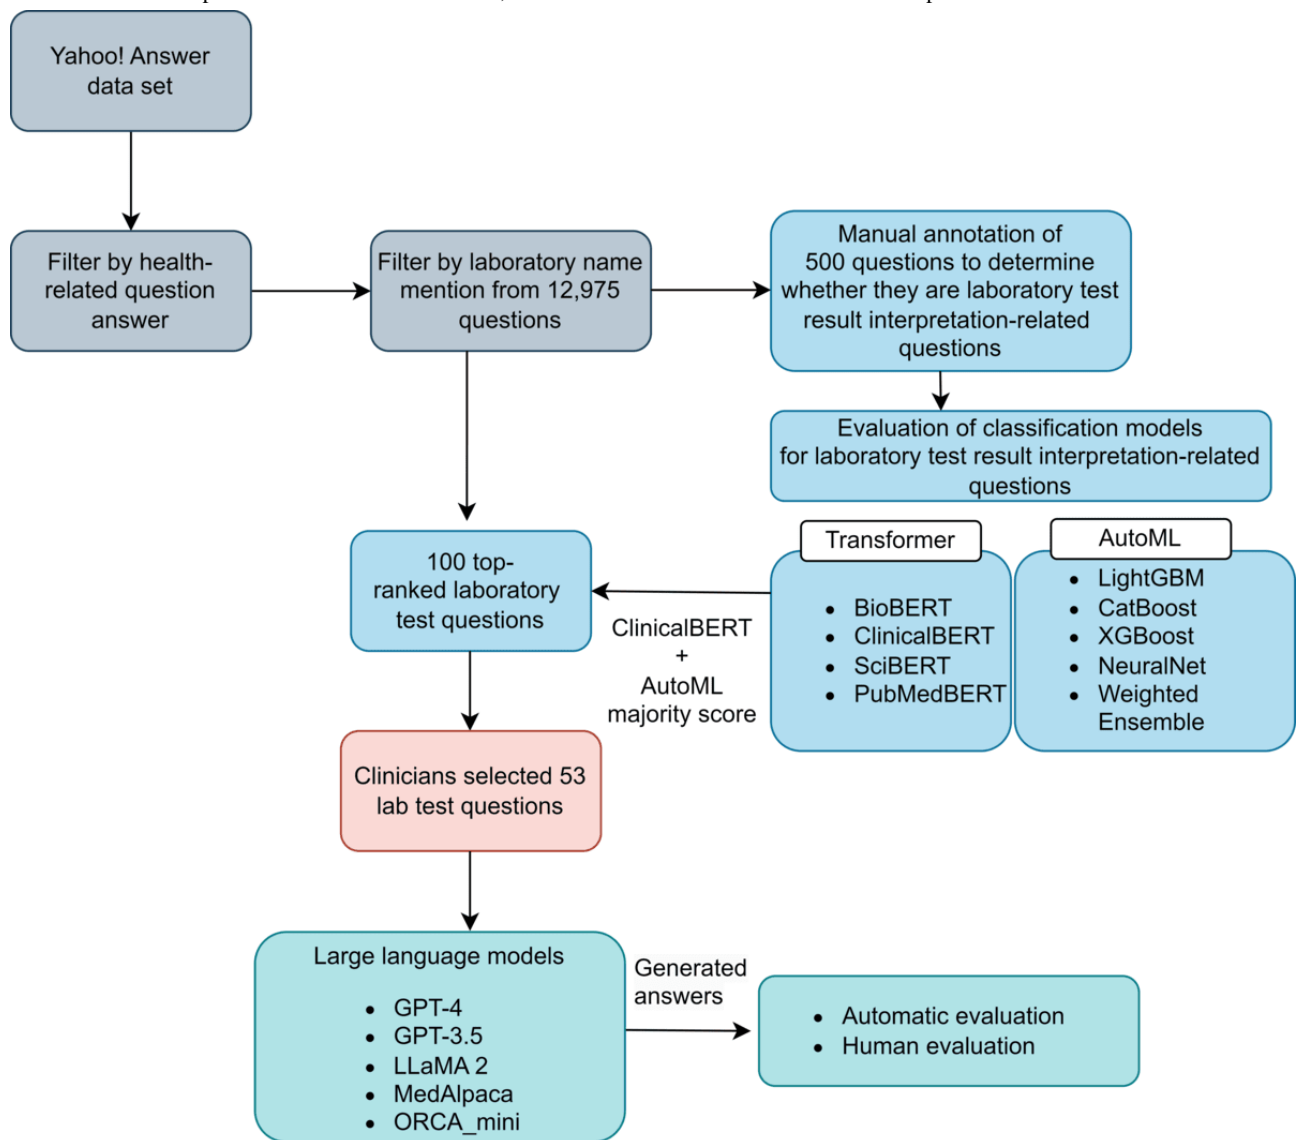 Yahoo! Answer
data set
Filter by health-
related question
answer
Filter by laboratory name
mention from 12,975
questions
Manual annotation of
500 questions to determine
whether they are laboratory test
result interpretation-related
questions
Evaluation of classification models
for laboratory test result interpretation-related
questions
Transformer
• BioBERT
• ClinicalBERT
• SciBERT
• PubMedBERT
AutoML
• LightGBM
• CatBoost
• XGBoost
• NeuralNet
• Weighted
Ensemble
ClinicalBERT
+
AutoML
majority score
100 top-
ranked laboratory
test questions
Clinicians selected 53
lab test questions
Large language models
• GPT-4
• GPT-3.5
• LLaMA 2
• MedAlpaca
• ORCA_mini
Generated
answers
• Automatic evaluation
• Human evaluation